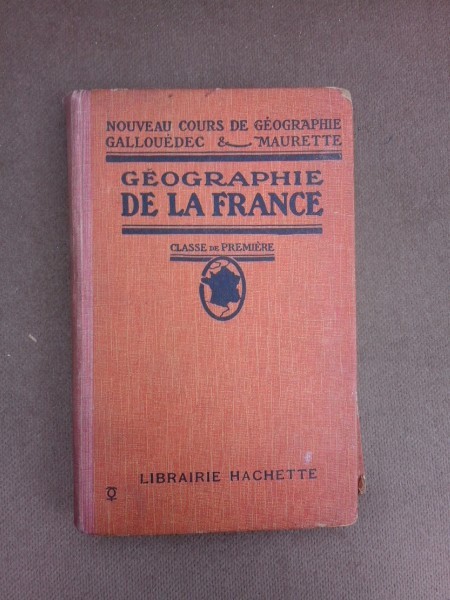 NOUVEAU COURS DE GÉOGRAPHIE
GALLOUÉDEC & MAURETTE
GÉOGRAPHIE
DE LA FRANCE
CLASSE DE PREMIÈRE
LIBRAIRIE HACHETTE